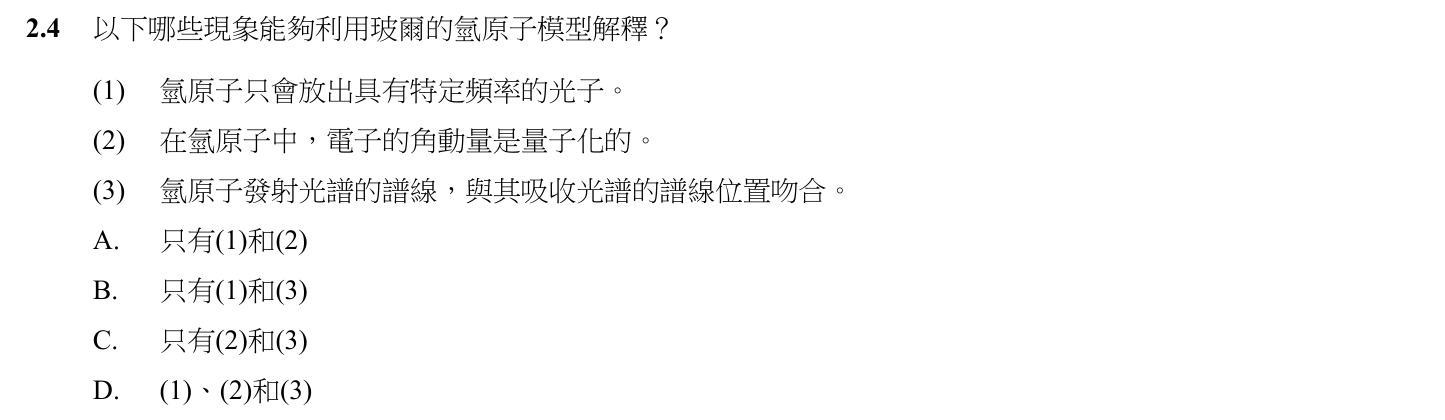 2.4 以下哪些現象能夠利用玻爾的氫原子模型解釋？
(1) 氫原子只會放出具有特定頻率的光子。
(2) 在氫原子中，電子的角動量是量子化的。
(3) 氫原子發射光譜的譜線，與其吸收光譜的譜線位置吻合。
A. 只有(1)和(2)
B. 只有(1)和(3)
C. 只有(2)和(3)
D. (1)、(2)和(3)